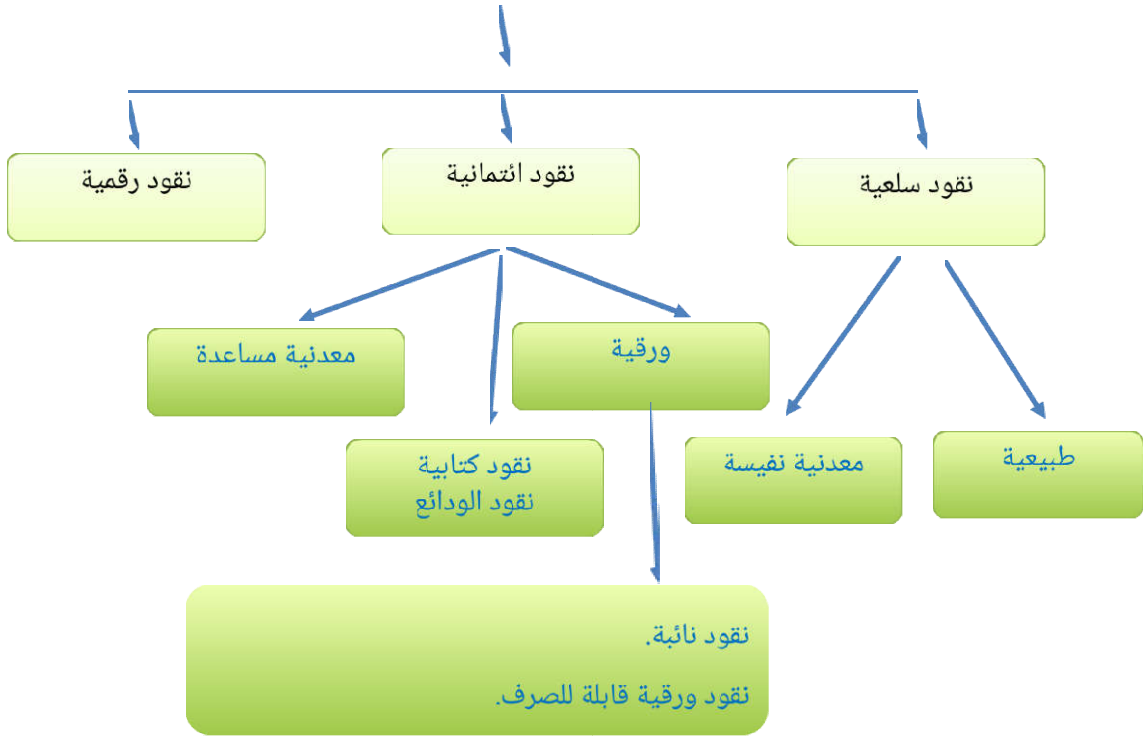 نقود سلعية
نقود ائتمانية
نقود رقمية
ورقية
معدنية مساعدة
طبيعية
معدنية نفيسة
نقود كتابية
نقود الودائع
نقود نائبة.
نقود ورقية قابلة للصرف.